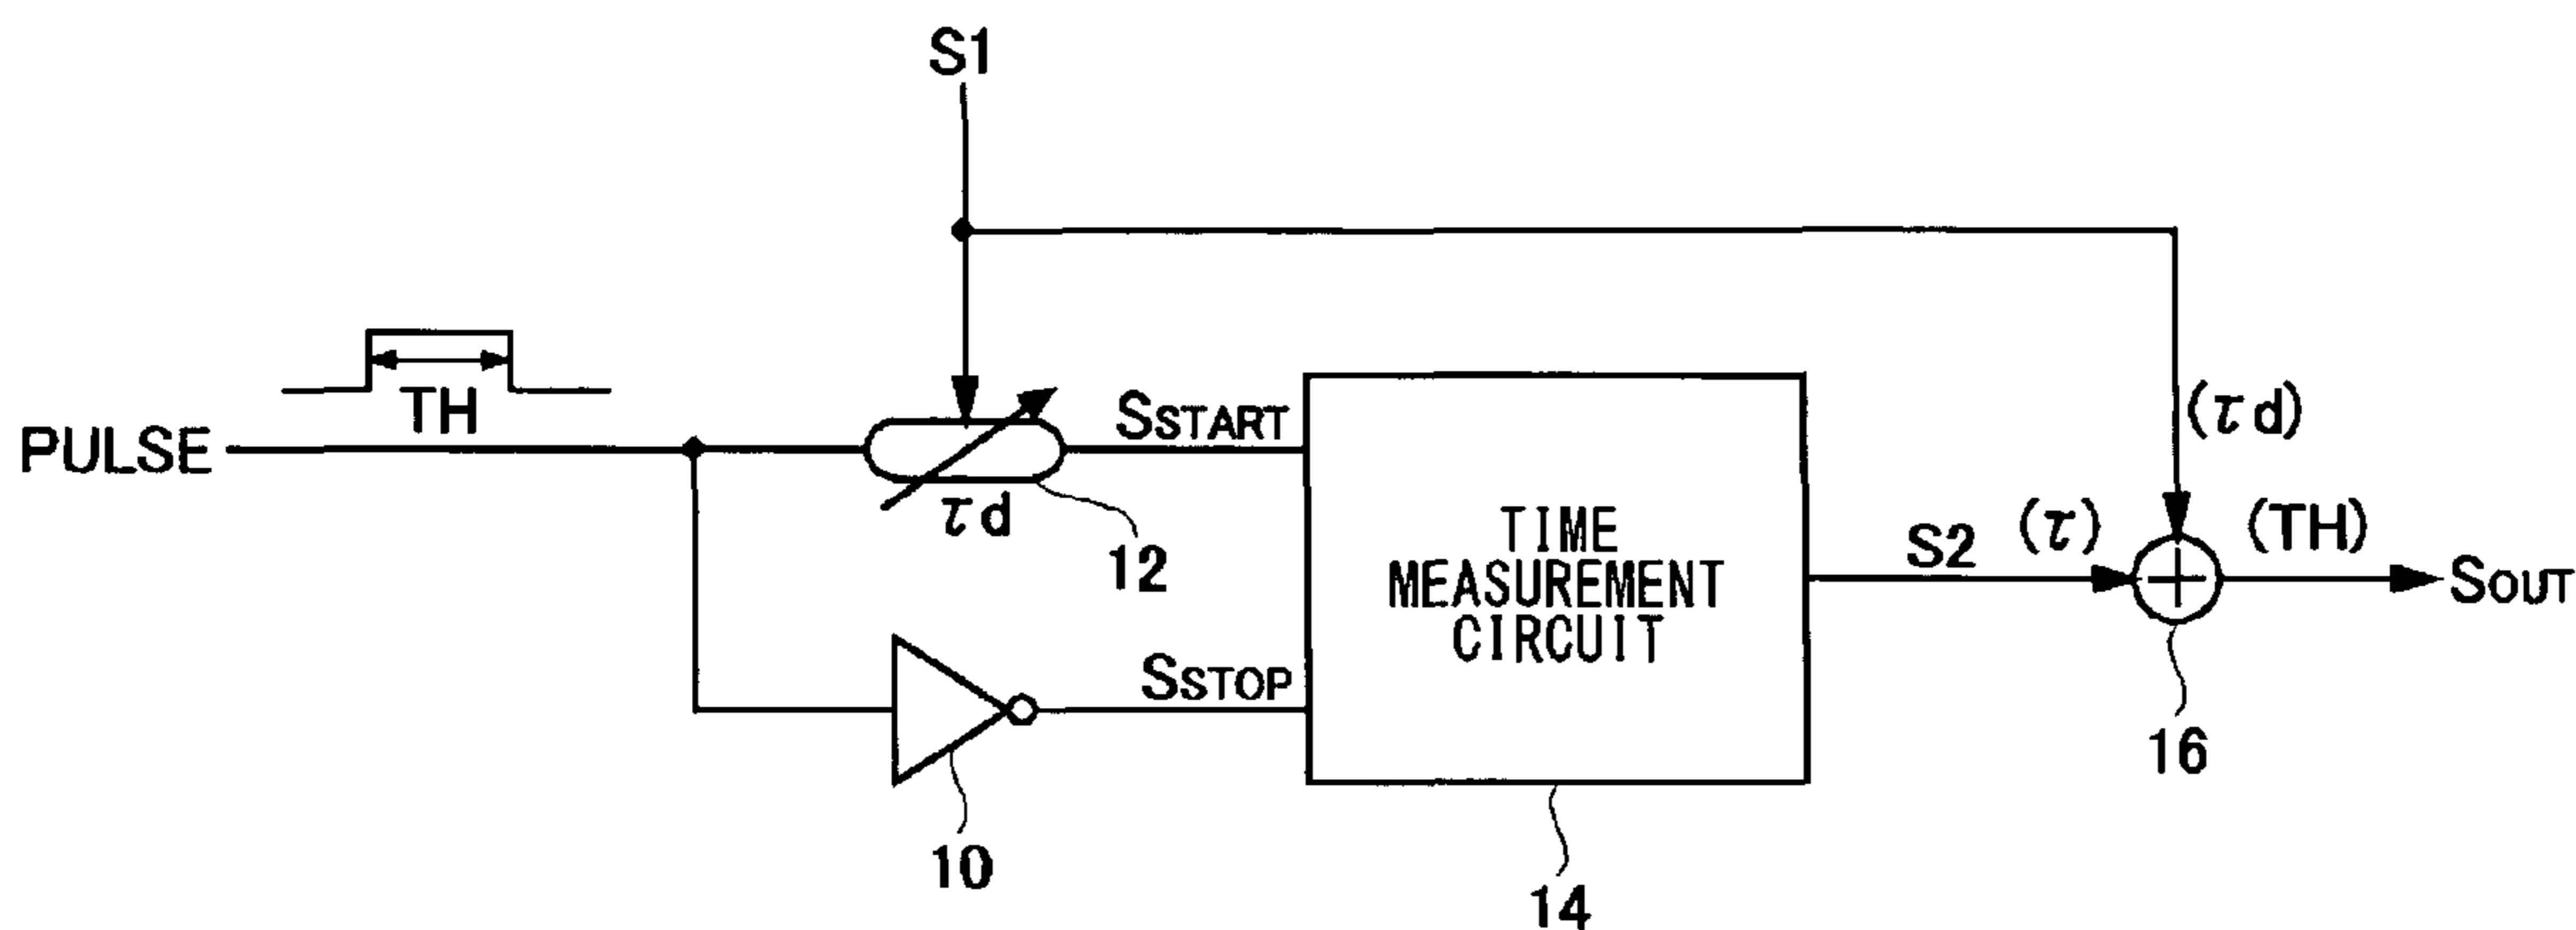 S1
TH
PULSE
SSTART
τd
12
(τd)
TIME
MEASUREMENT
CIRCUIT
S2
(τ)
(TH)
SOUT
SSTOP
16
10
14